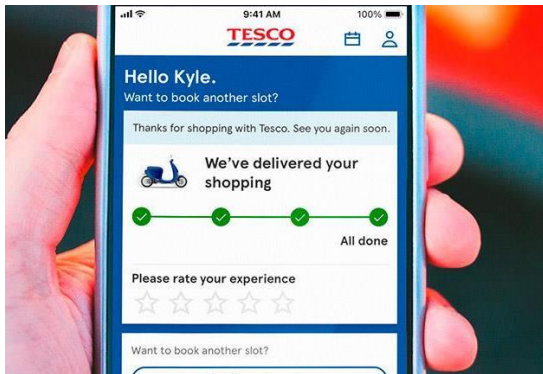 9:41 AM
100%
TESCO
Hello Kyle.
Want to book another slot?
Thanks for shopping with Tesco. See you again soon.
We've delivered your
shopping
All done
Please rate your experience
Want to book another slot?